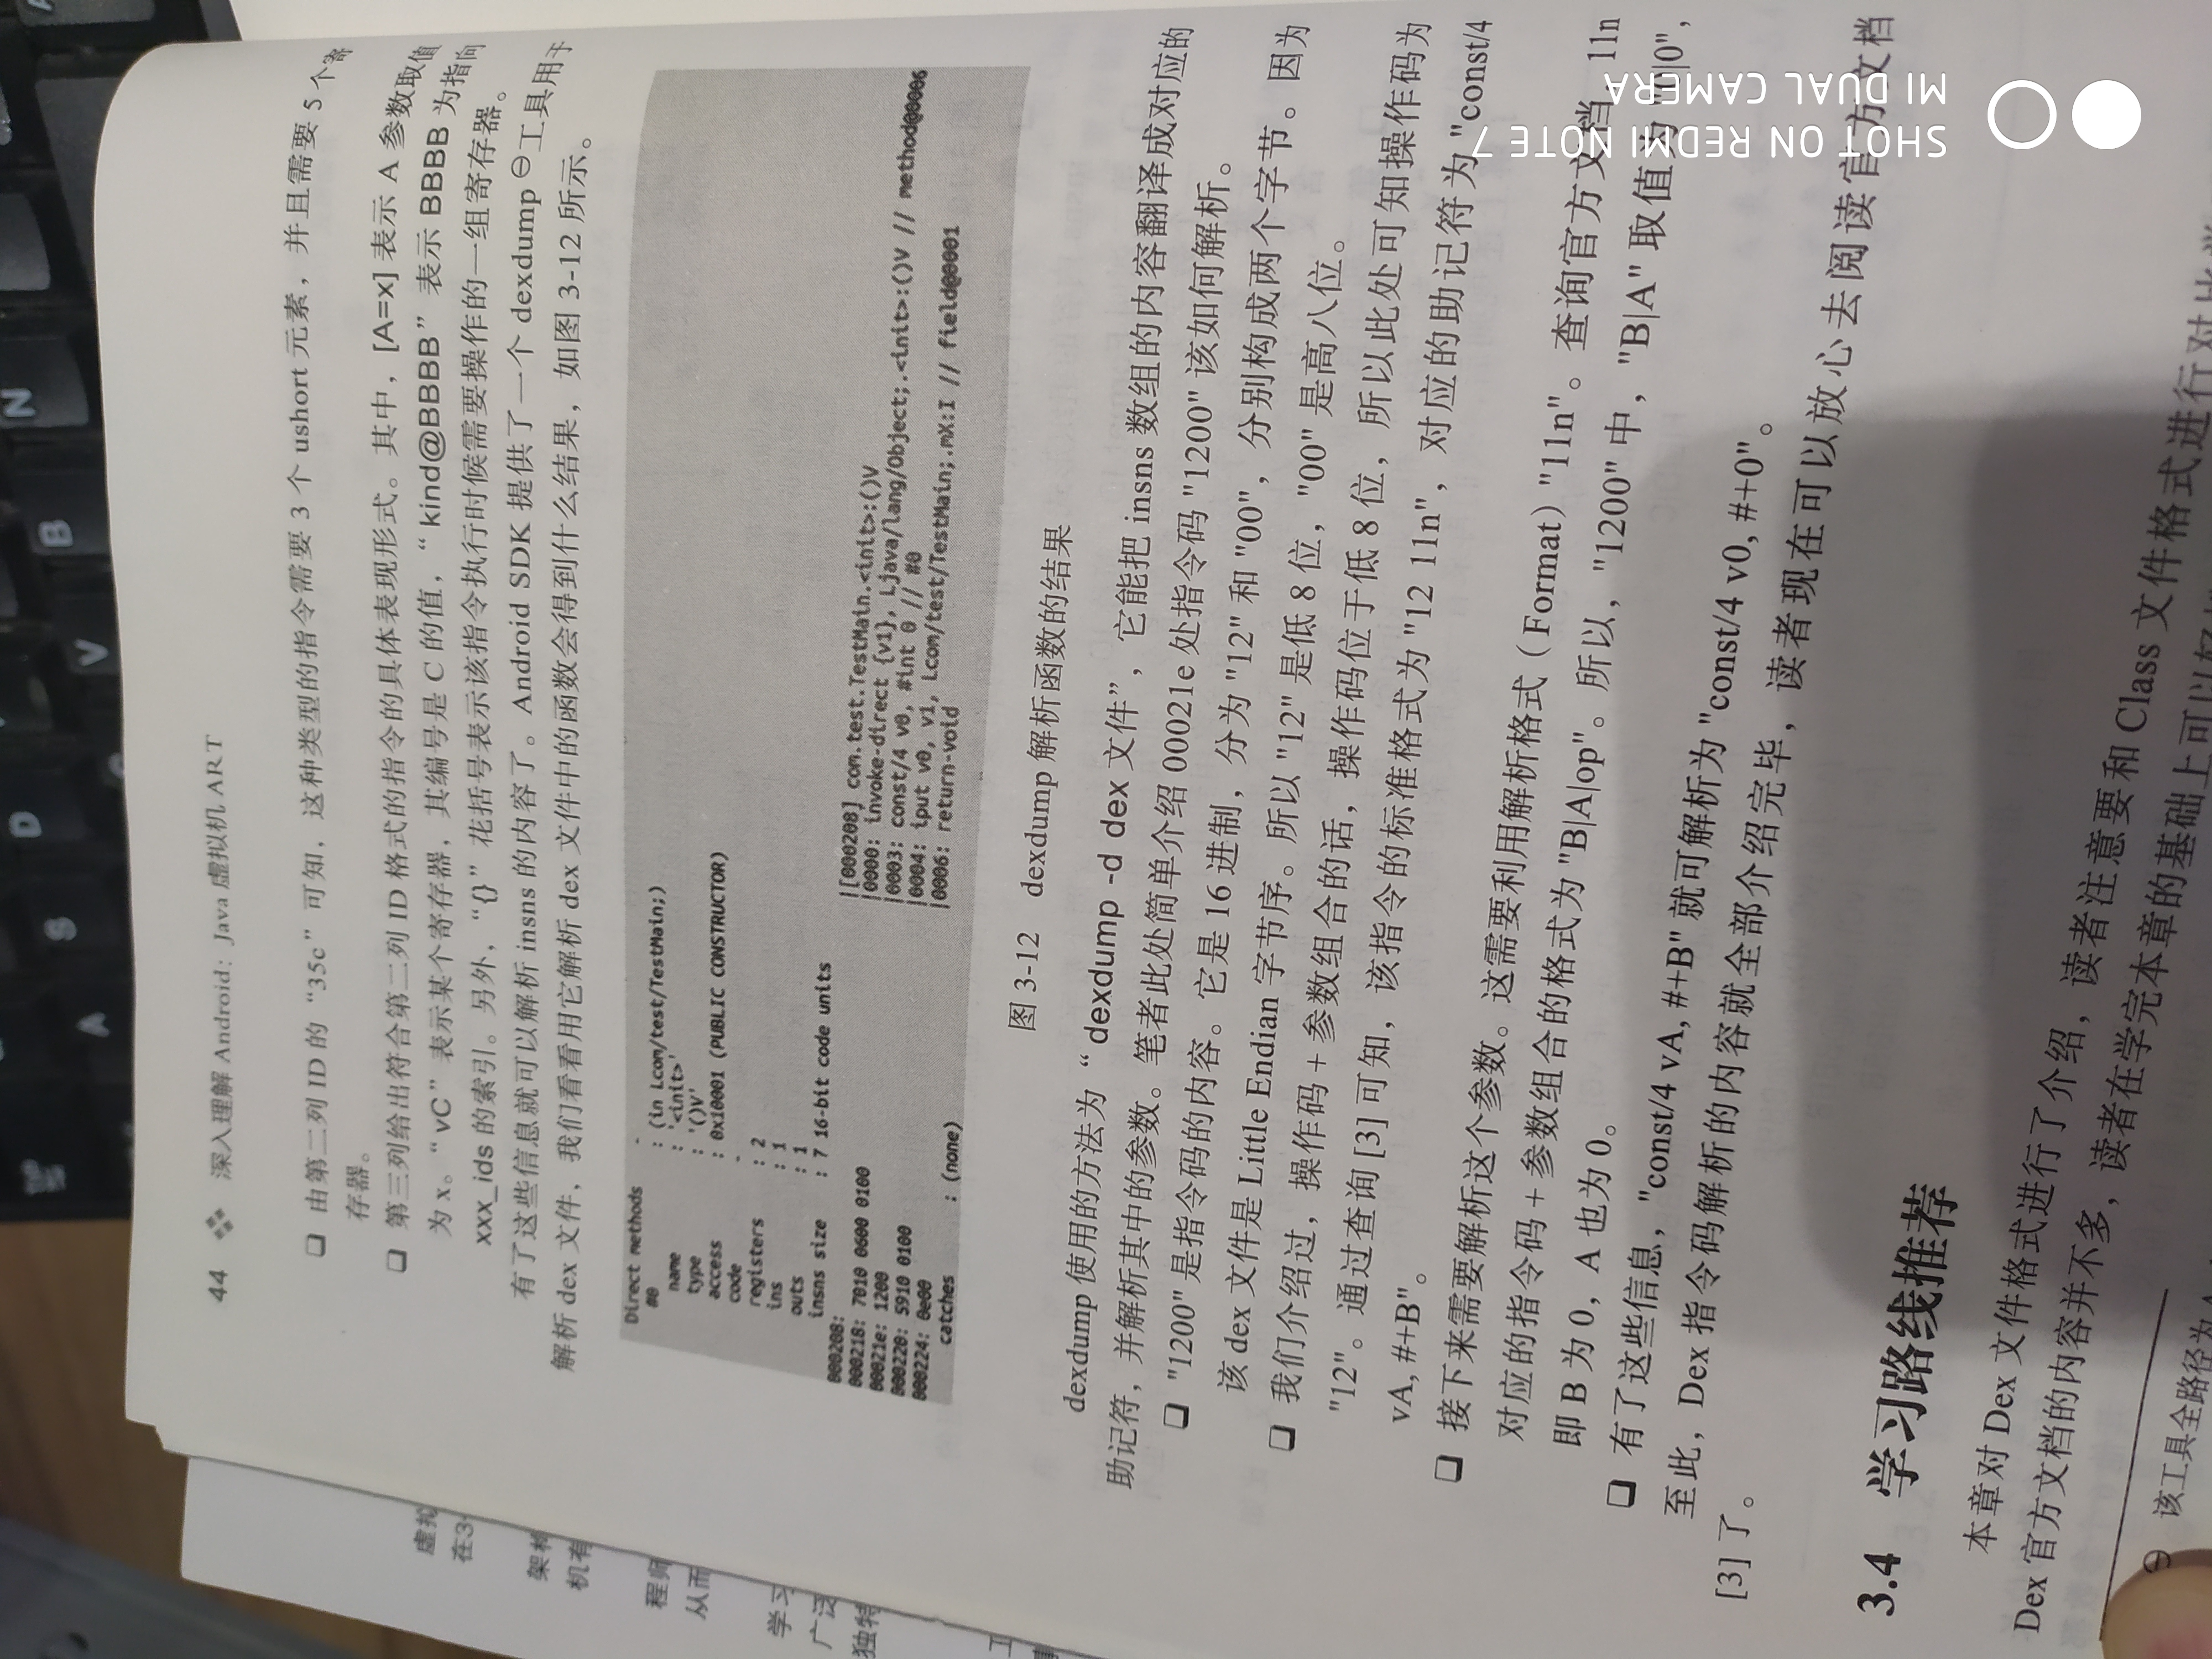 44 深入理解 Android：Java 虚拟机 ART
❑ 由第二列 ID 的 “35c” 可知，这种类型的指令需要 3 个 ushort 元素，并且需要 5 个寄
存器。
❑ 第三列给出符合第二列 ID 格式的指令的具体表现形式。其中，[A=x] 表示 A 参数取值
为 x。“vC” 表示某个寄存器，其编号是 C 的值，“kind@BBBB” 表示 BBBB 为指向
xxx_ids 的索引。另外，“{}” 花括号表示该指令执行时候需要操作的一组寄存器。
有了这些信息就可以解析 insns 的内容了。Android SDK 提供了一个 dexdump ⊖工具用于
解析 dex 文件，我们看看用它解析 dex 文件中的函数会得到什么结果，如图 3-12 所示。
Direct methods -
#0 : (in Lcom/test/TestMain;)
name : '<init>'
type : '()V'
access : 0x10001 (PUBLIC CONSTRUCTOR)
code -
registers : 2
ins : 1
outs : 1
insns size : 7 16-bit code units
000208: |[000208] com.test.TestMain.<init>:()V
000218: 7010 0600 0100 |0000: invoke-direct {v1}, Ljava/lang/Object;.<init>:()V // method@0006
00021e: 1200 |0003: const/4 v0, #int 0 // #0
000220: 5910 0100 |0004: iput v0, v1, Lcom/test/TestMain;.mX:I // field@0001
000224: 0e00 |0006: return-void
catches : (none)
图 3-12 dexdump 解析函数的结果
dexdump 使用的方法为 “dexdump -d dex 文件”，它能把 insns 数组的内容翻译成对应的
助记符，并解析其中的参数。笔者此处简单介绍 00021e 处指令码 "1200" 该如何解析。
❑ "1200" 是指令码的内容。它是 16 进制，分为 "12" 和 "00"，分别构成两个字节。因为
该 dex 文件是 Little Endian 字节序。所以 "12" 是低 8 位，"00" 是高八位。
❑ 我们介绍过，操作码 + 参数组合的话，操作码位于低 8 位，所以此处可知操作码为
"12"。通过查询 [3] 可知，该指令的标准格式为 "12 11n"，对应的助记符为 "const/4
vA, #+B"。
❑ 接下来需要解析这个参数。这需要利用解析格式（Format）"11n"。查询官方文档，11n
对应的指令码 + 参数组合的格式为 "B|A|op"。所以，"1200" 中，"B|A" 取值为 "0|0"，
即 B 为 0，A 也为 0。
❑ 有了这些信息，"const/4 vA, #+B" 就可解析为 "const/4 v0, #+0"。
至此，Dex 指令码解析的内容就全部介绍完毕，读者现在可以放心去阅读官方文档
[3] 了。
3.4 学习路线推荐
本章对 Dex 文件格式进行了介绍，读者注意要和 Class 文件格式进行对比学
Dex 官方文档的内容并不多，读者在学完本章的基础上可以
⊖ 该工具全路径为
虚拟
在 3.
架构
机有
程师
从而
学习
广泛
独特
SHOT ON REDMI NOTE 7
MI DUAL CAMERA
A
S
D
C
V
B
N